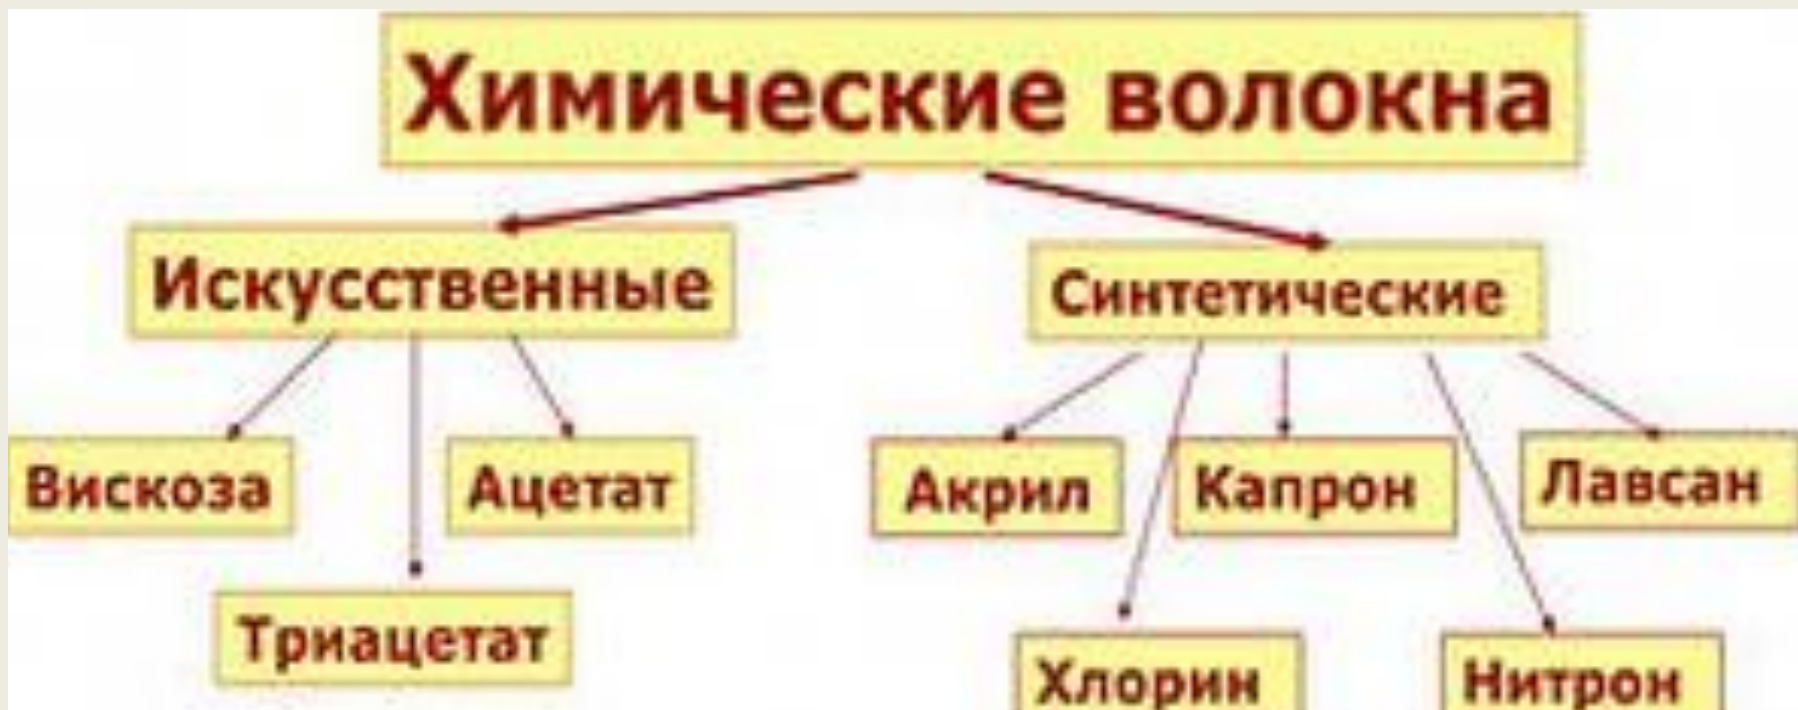 Химические волокна
Искусственные
Синтетические
Вискоза
Ацетат
Акрил
Капрон
Лавсан
Триацетат
Хлорин
Нитрон